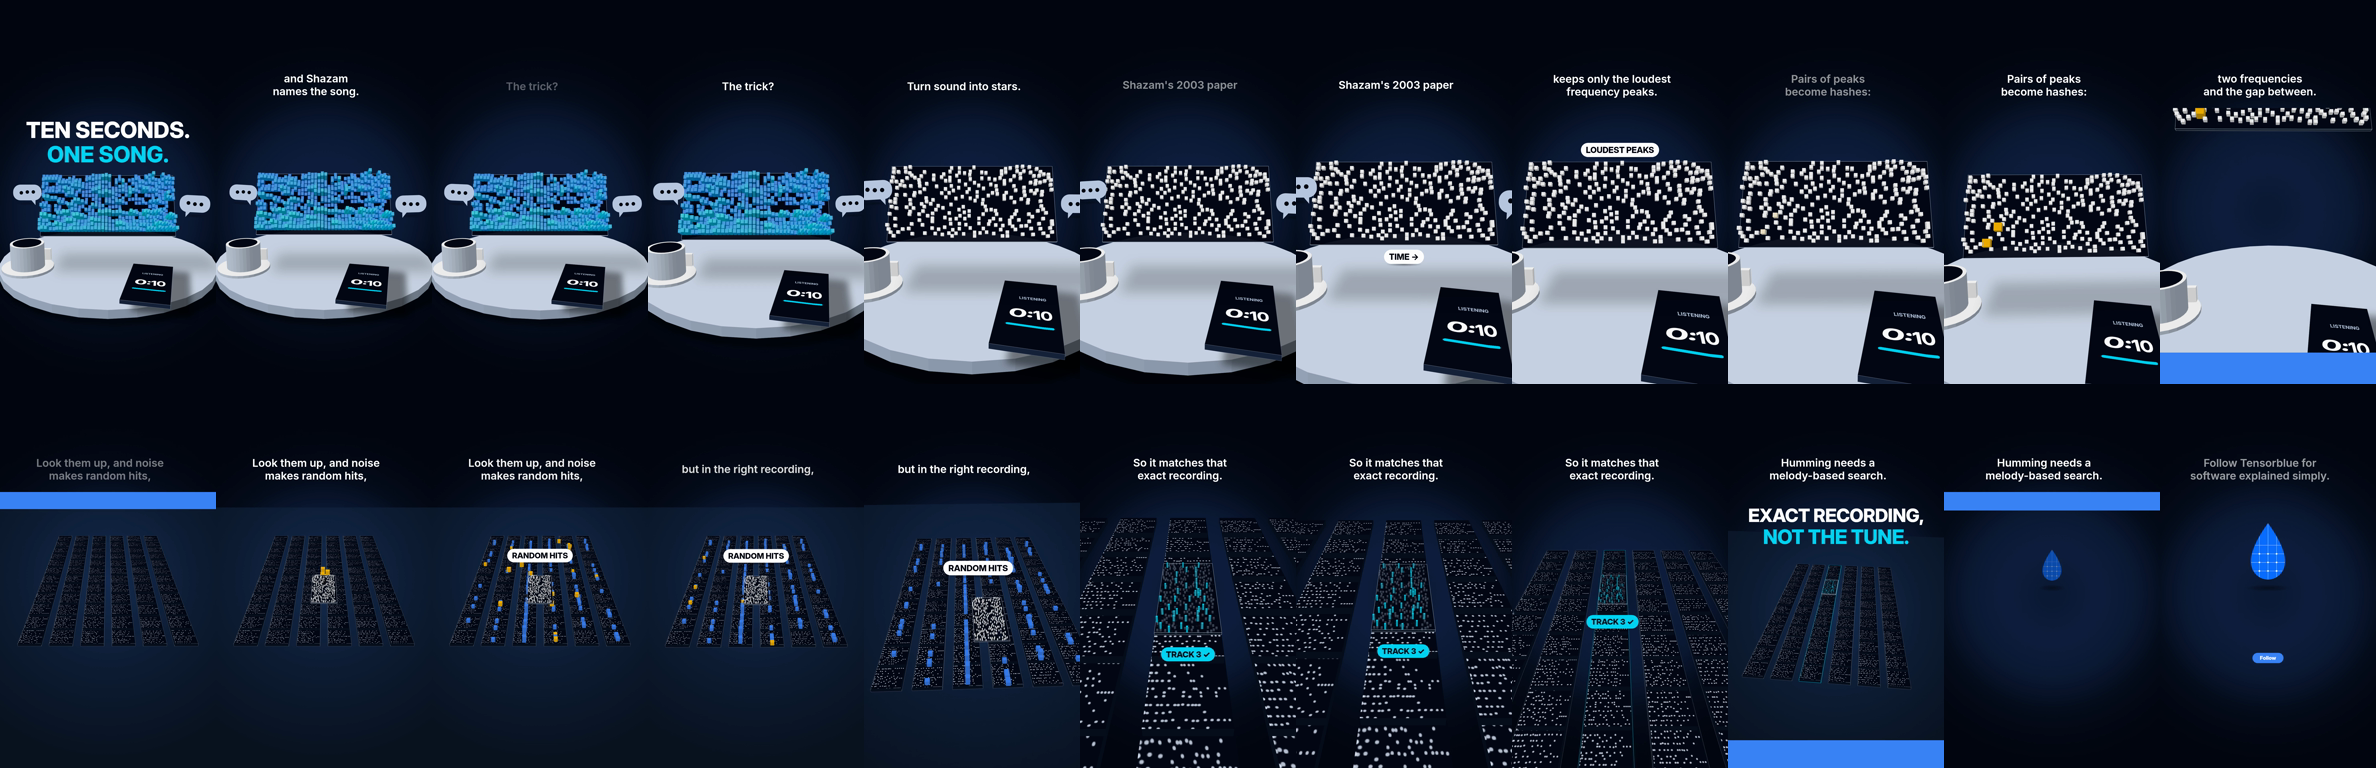 TEN SECONDS.
ONE SONG.
LISTENING
0:10
and Shazam
names the song.
LISTENING
0:10
The trick?
LISTENING
0:10
The trick?
LISTENING
0:10
Turn sound into stars.
LISTENING
0:10
Shazam's 2003 paper
LISTENING
0:10
Shazam's 2003 paper
TIME →
LISTENING
0:10
keeps only the loudest
frequency peaks.
LOUDEST PEAKS
LISTENING
0:10
Pairs of peaks
become hashes:
LISTENING
0:10
Pairs of peaks
become hashes:
LISTENING
0:10
two frequencies
and the gap between.
LISTENING
0:10
Look them up, and noise
makes random hits,
Look them up, and noise
makes random hits,
Look them up, and noise
makes random hits,
RANDOM HITS
but in the right recording,
RANDOM HITS
but in the right recording,
RANDOM HITS
So it matches that
exact recording.
TRACK 3 ✓
So it matches that
exact recording.
TRACK 3 ✓
So it matches that
exact recording.
TRACK 3 ✓
Humming needs a
melody-based search.
EXACT RECORDING,
NOT THE TUNE.
Humming needs a
melody-based search.
Follow Tensorblue for
software explained simply.
Follow